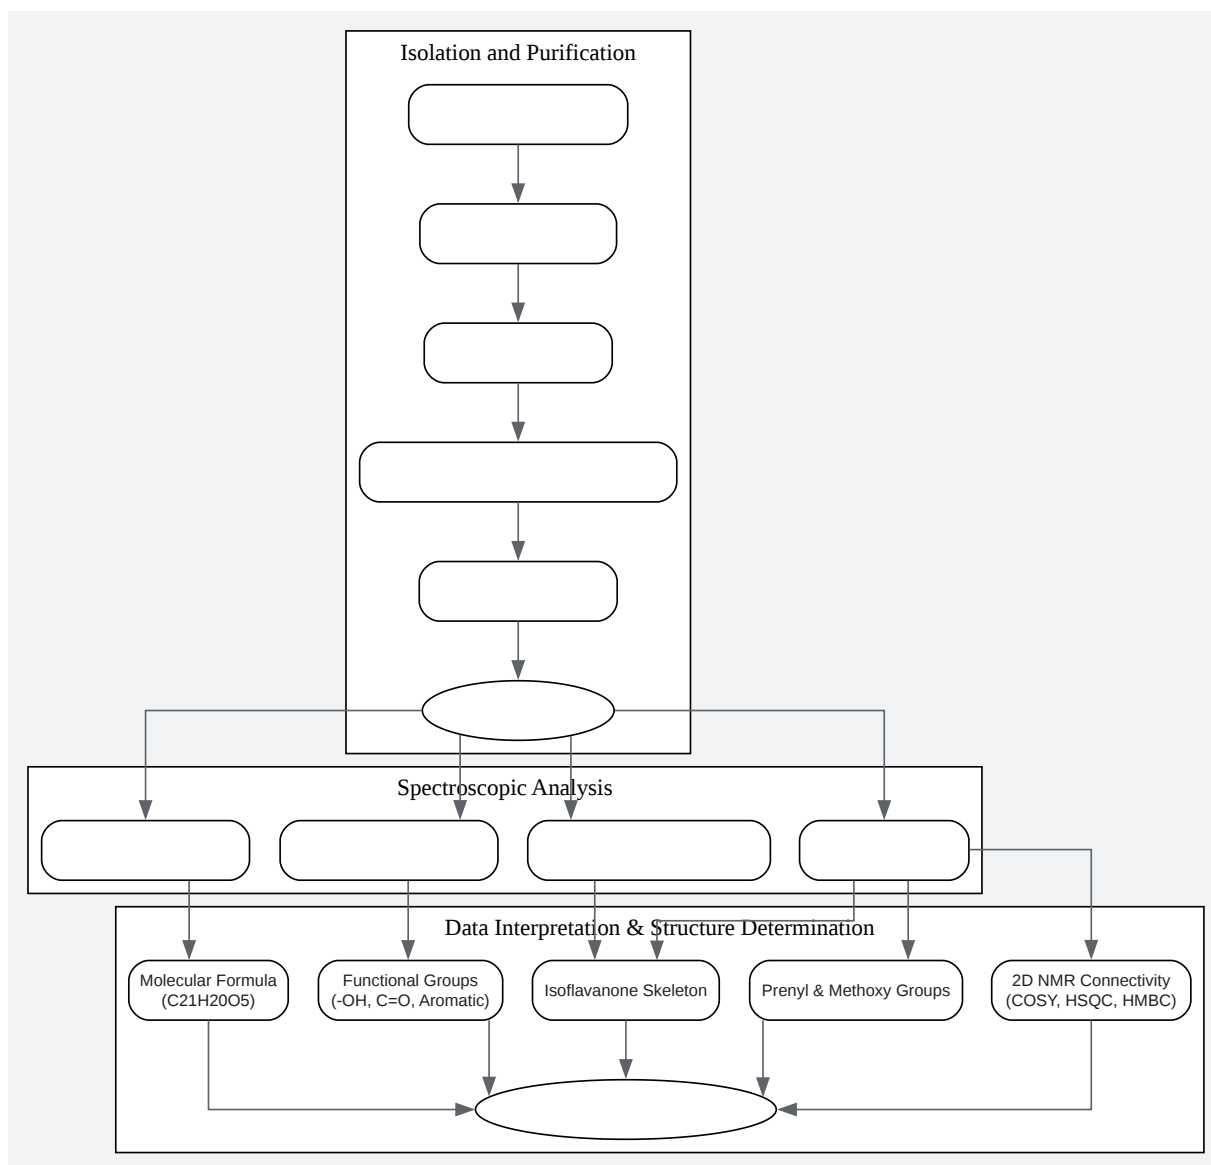 Isolation and Purification
Spectroscopic Analysis
Data Interpretation & Structure Determination
Molecular Formula
(C21H20O5)
Functional Groups
(-OH, C=O, Aromatic)
Isoflavanone Skeleton
Prenyl & Methoxy Groups
2D NMR Connectivity
(COSY, HSQC, HMBC)